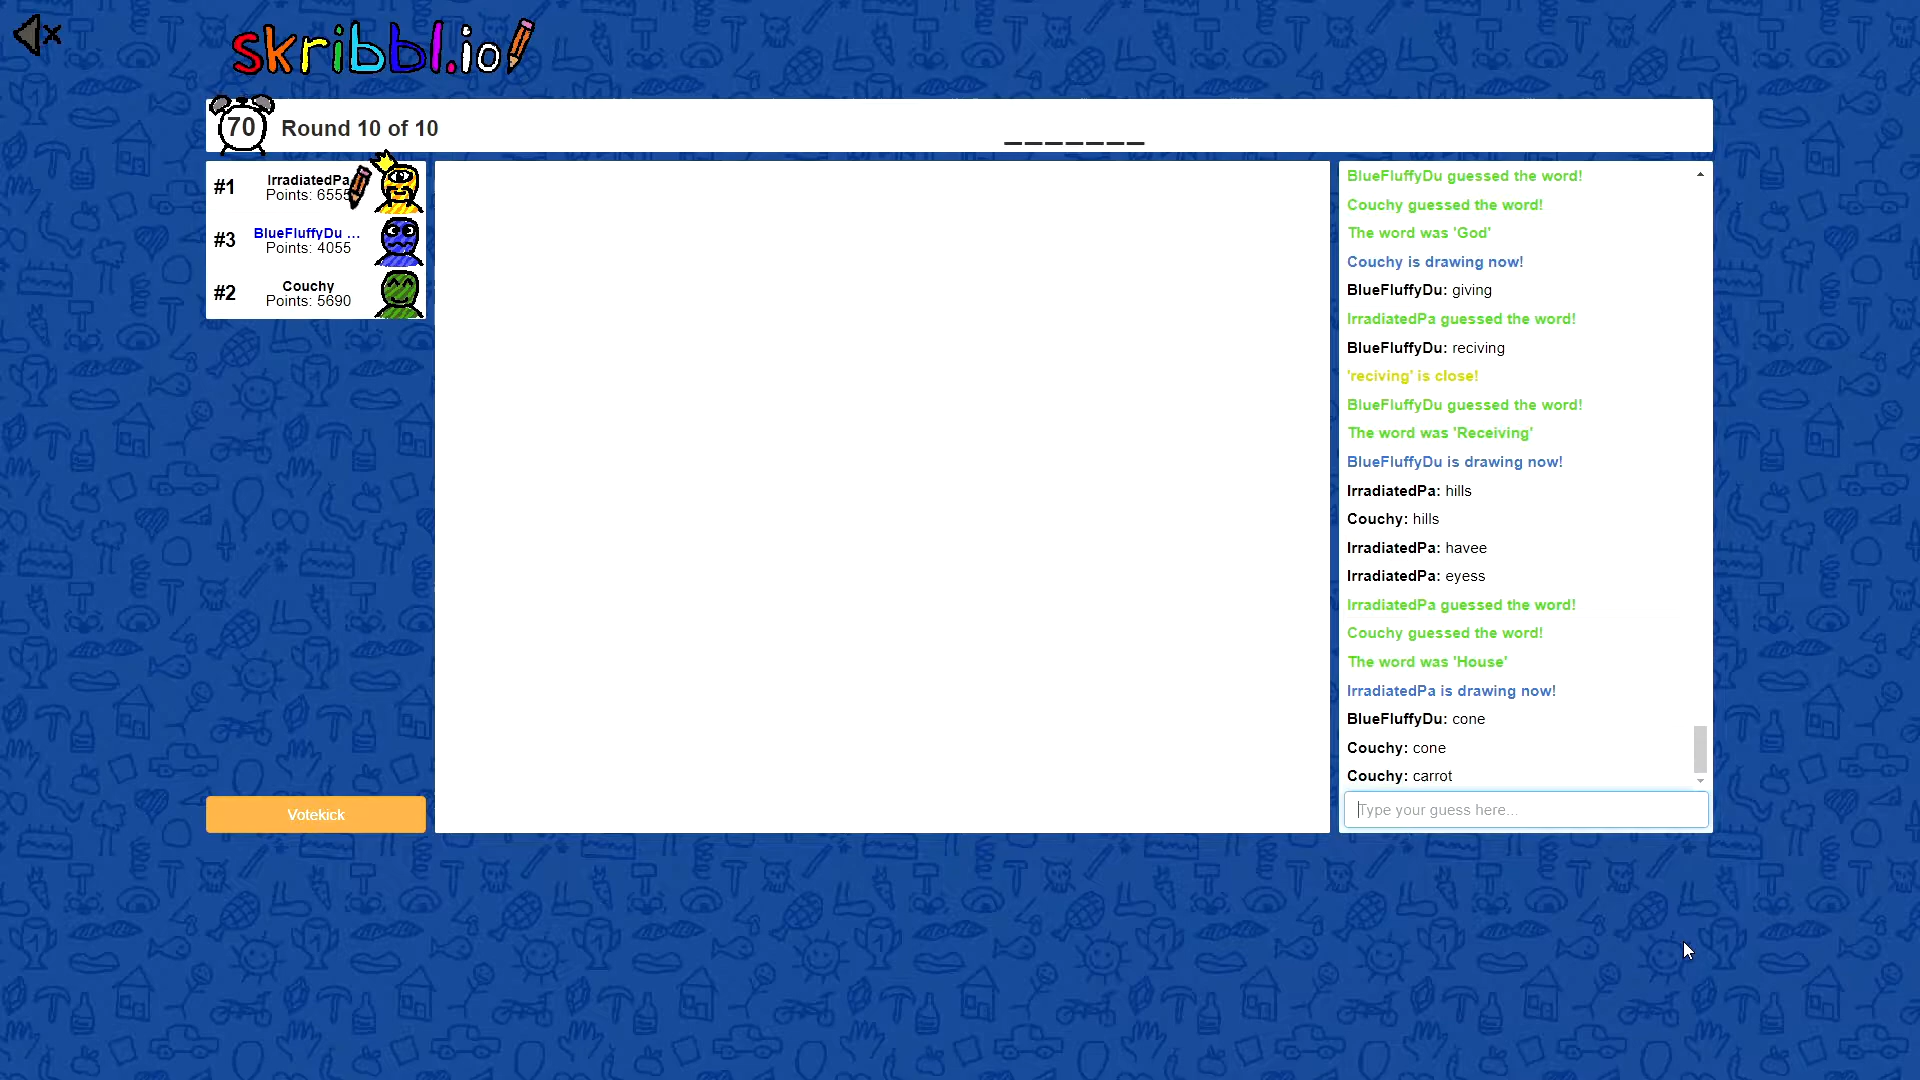 skribbl.io
70
Round 10 of 10
_______
#1
IrradiatedPa
Points: 6555
#3
BlueFluffyDu ...
Points: 4055
#2
Couchy
Points: 5690
Votekick
BlueFluffyDu guessed the word!
Couchy guessed the word!
The word was 'God'
Couchy is drawing now!
BlueFluffyDu: giving
IrradiatedPa guessed the word!
BlueFluffyDu: reciving
'reciving' is close!
BlueFluffyDu guessed the word!
The word was 'Receiving'
BlueFluffyDu is drawing now!
IrradiatedPa: hills
Couchy: hills
IrradiatedPa: havee
IrradiatedPa: eyess
IrradiatedPa guessed the word!
Couchy guessed the word!
The word was 'House'
IrradiatedPa is drawing now!
BlueFluffyDu: cone
Couchy: cone
Couchy: carrot
Type your guess here...